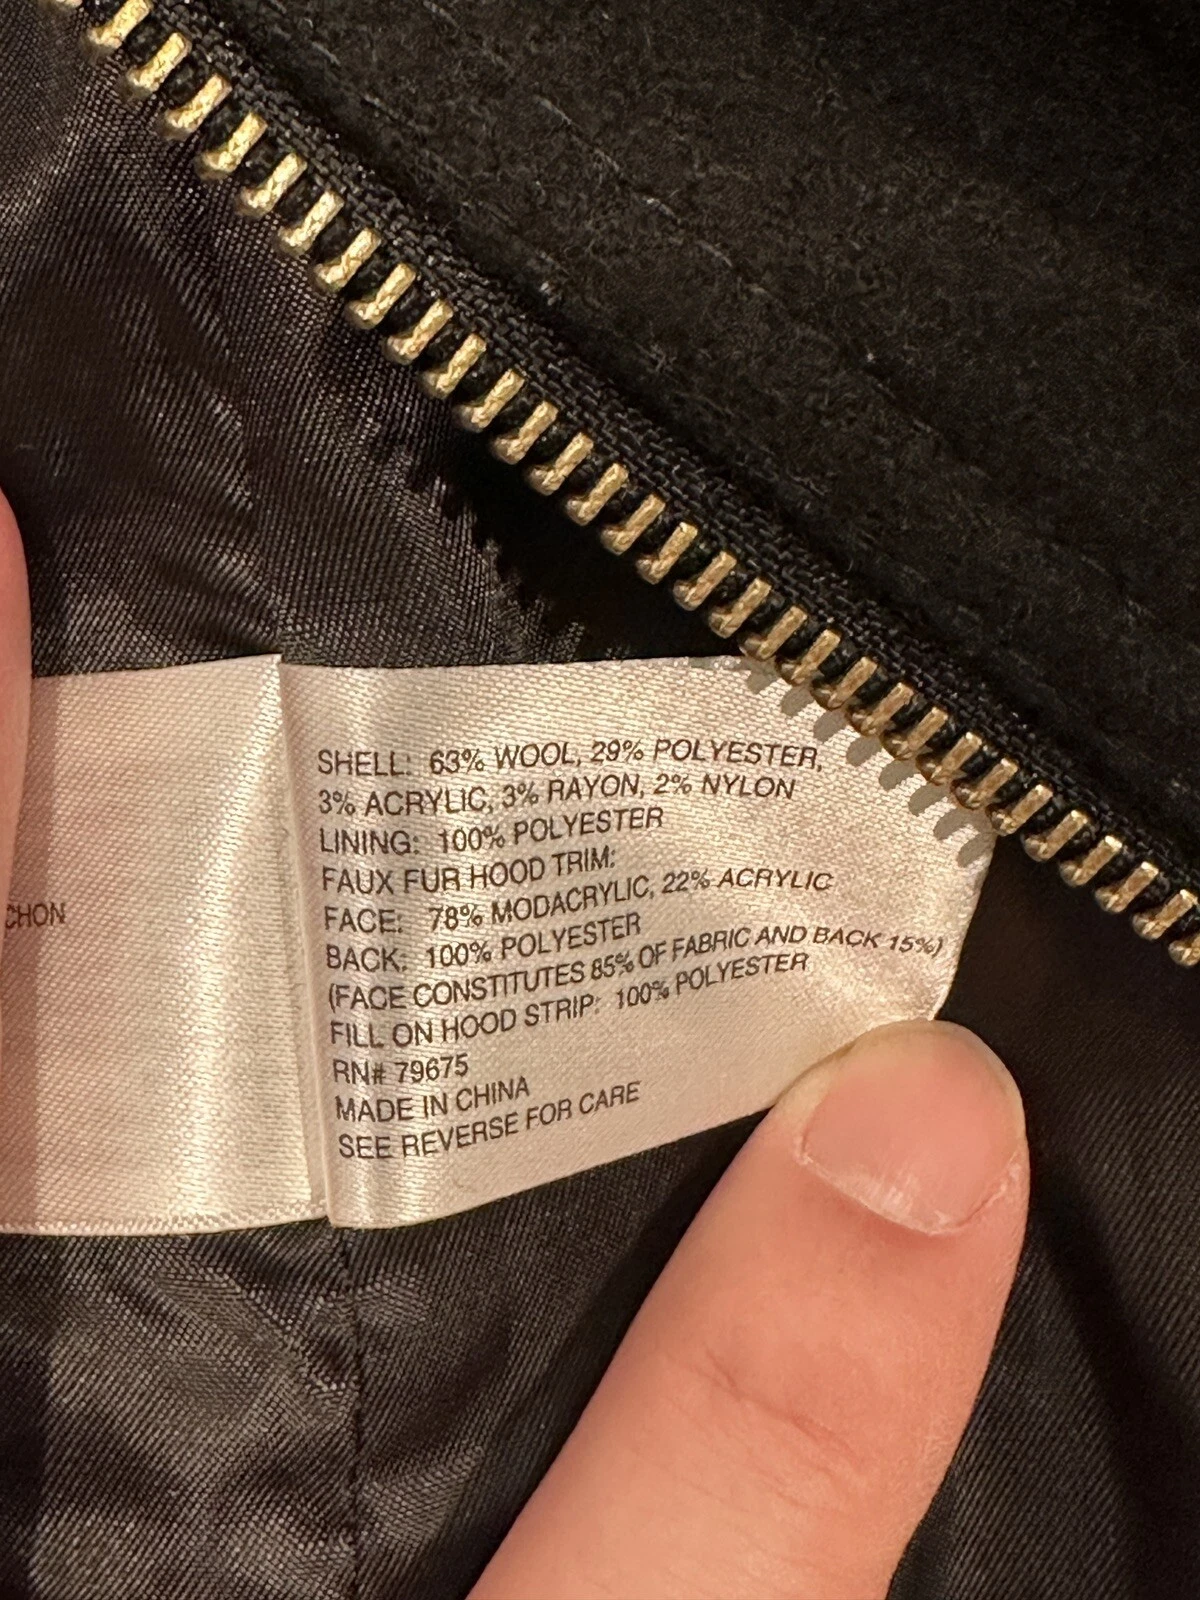 SHELL: 63% WOOL, 29% POLYESTER,
3% ACRYLIC, 3% RAYON, 2% NYLON
LINING: 100% POLYESTER
FAUX FUR HOOD TRIM:
FACE: 78% MODACRYLIC, 22% ACRYLIC
BACK: 100% POLYESTER
(FACE CONSTITUTES 85% OF FABRIC AND BACK 15%)
FILL ON HOOD STRIP: 100% POLYESTER
RN# 79675
MADE IN CHINA
SEE REVERSE FOR CARE
CHON